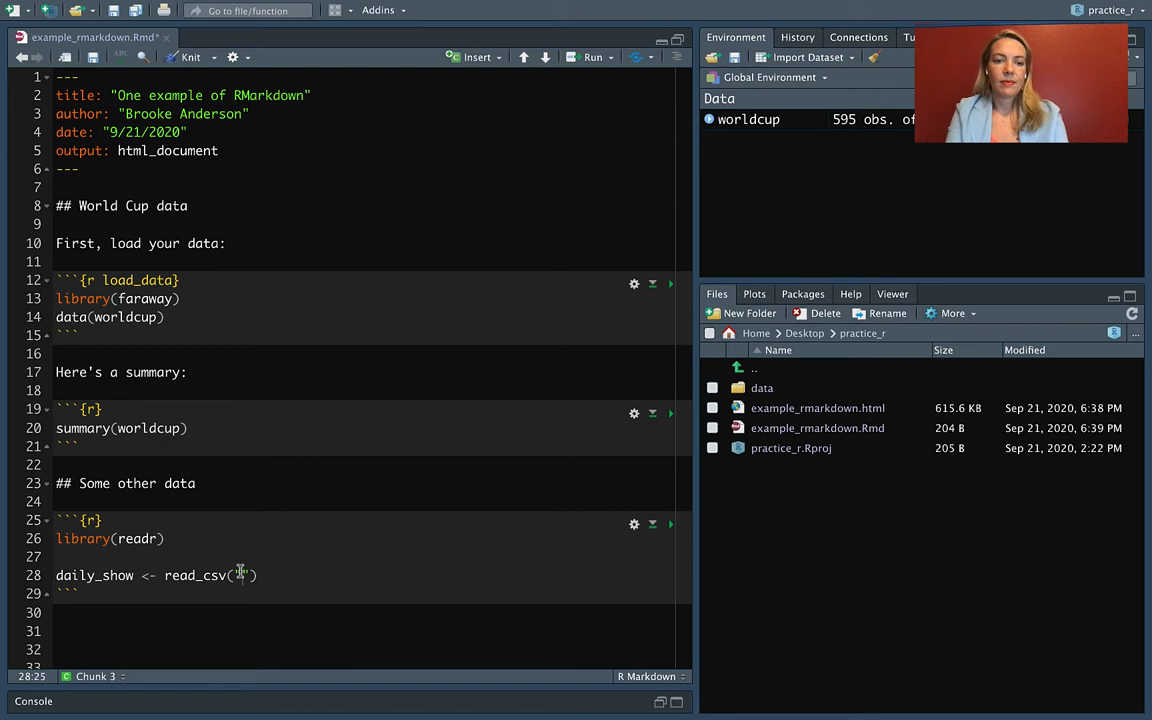 Go to file/function
Addins
practice_r
example_rmarkdown.Rmd*
ABC
Knit
Insert
Run
1 ---
2 title: "One example of RMarkdown"
3 author: "Brooke Anderson"
4 date: "9/21/2020"
5 output: html_document
6 ---
7
8 ## World Cup data
9
10 First, load your data:
11
12 ```{r load_data}
13 library(faraway)
14 data(worldcup)
15 ```
16
17 Here's a summary:
18
19 ```{r}
20 summary(worldcup)
21 ```
22
23 ## Some other data
24
25 ```{r}
26 library(readr)
27
28 daily_show <- read_csv("")
29 ```
30
31
32
33
28:25
Chunk 3
R Markdown
Console
Environment
History
Connections
Tu
Import Dataset
Global Environment
Data
worldcup 595 obs. of
Files
Plots
Packages
Help
Viewer
New Folder
Delete
Rename
More
Home
Desktop
practice_r
...
Name
Size
Modified
..
data
example_rmarkdown.html 615.6 KB Sep 21, 2020, 6:38 PM
example_rmarkdown.Rmd 204 B Sep 21, 2020, 6:39 PM
practice_r.Rproj 205 B Sep 21, 2020, 2:22 PM